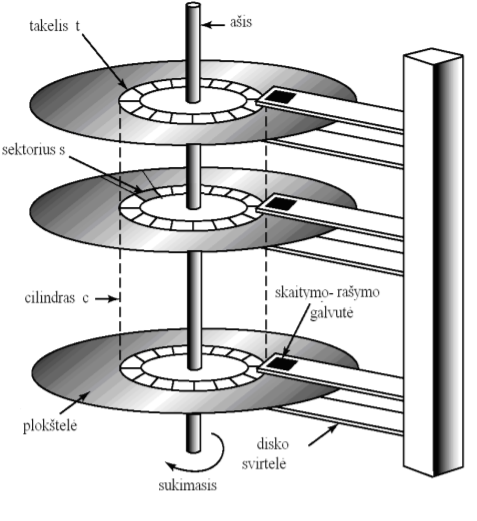 takelis t
ašis
sektorius s
cilindras c
skaitymo- rašymo
galvutė
plokštelė
disko
svirtelė
sukimasis